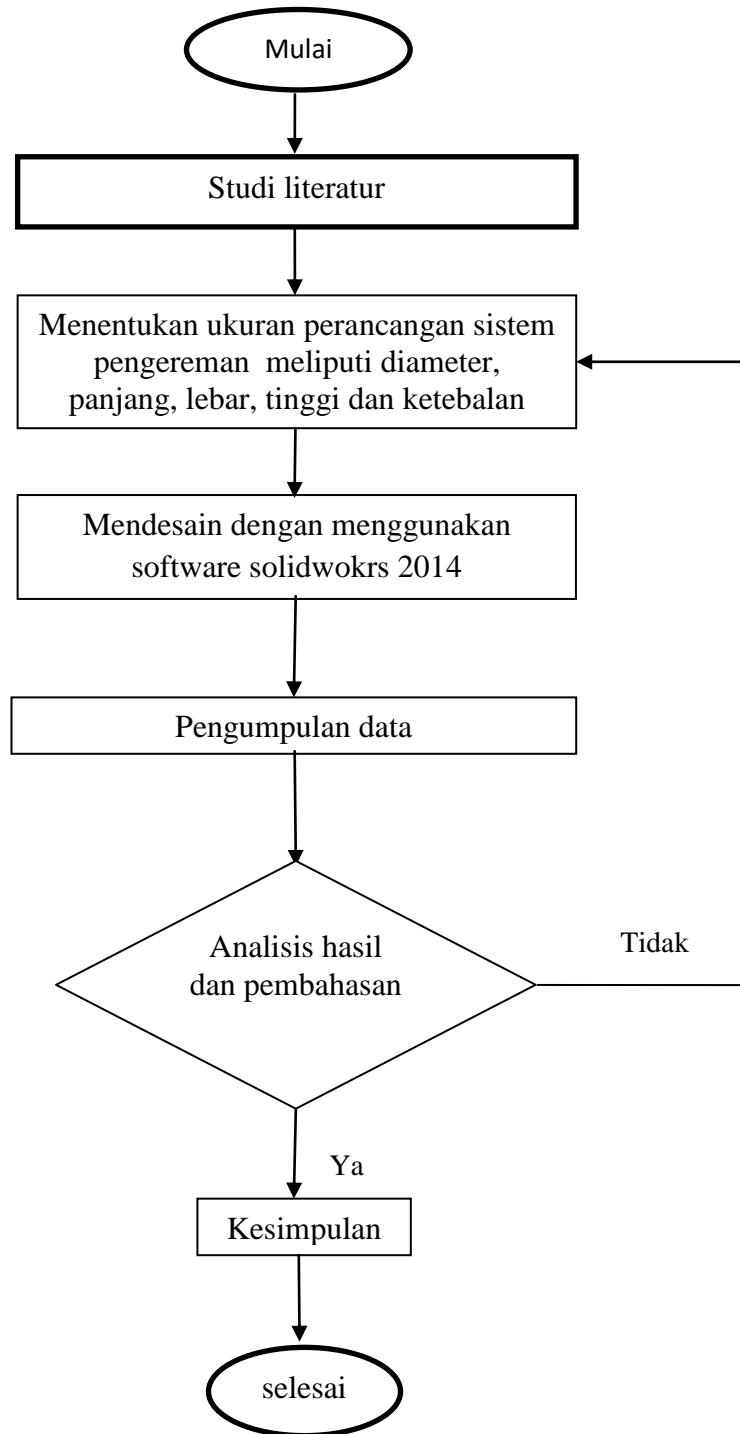 Mulai
Studi literatur
Menentukan ukuran perancangan sistem
pengereman meliputi diameter,
panjang, lebar, tinggi dan ketebalan
Mendesain dengan menggunakan
software solidwokrs 2014
Pengumpulan data
Analisis hasil
dan pembahasan
Tidak
Ya
Kesimpulan
selesai